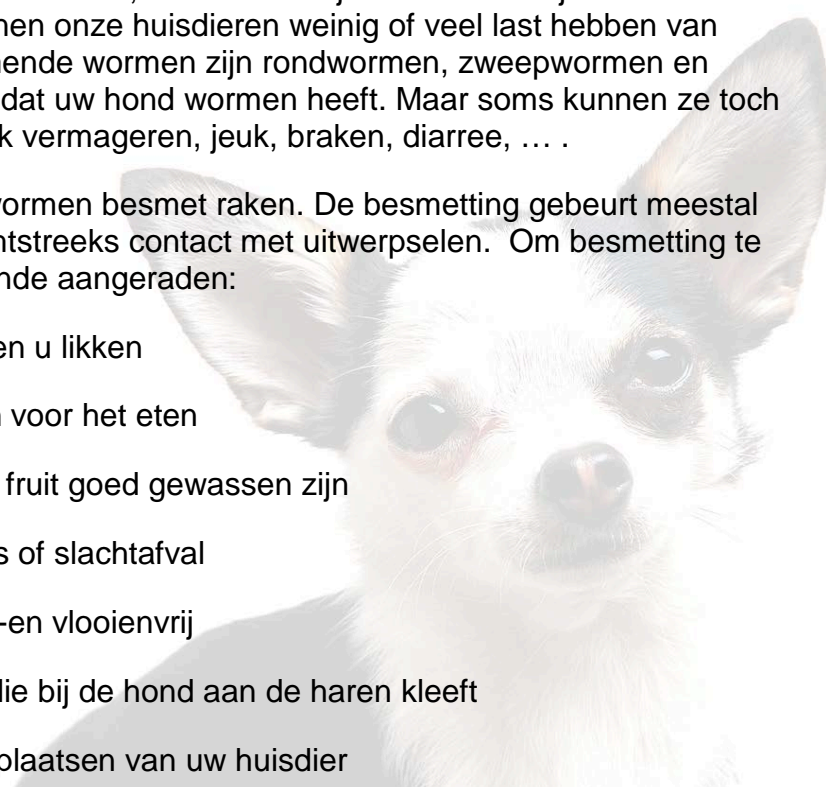 nen onze huisdieren weinig of veel last hebben van
ende wormen zijn rondwormen, zweepwormen en
dat uw hond wormen heeft. Maar soms kunnen ze toch
k vermageren, jeuk, braken, diarree, … .
wormen besmet raken. De besmetting gebeurt meestal
ntstreeks contact met uitwerpselen.  Om besmetting te
nde aangeraden:
en u likken
voor het eten
fruit goed gewassen zijn
s of slachtafval
-en vlooienvrij
die bij de hond aan de haren kleeft
plaatsen van uw huisdier